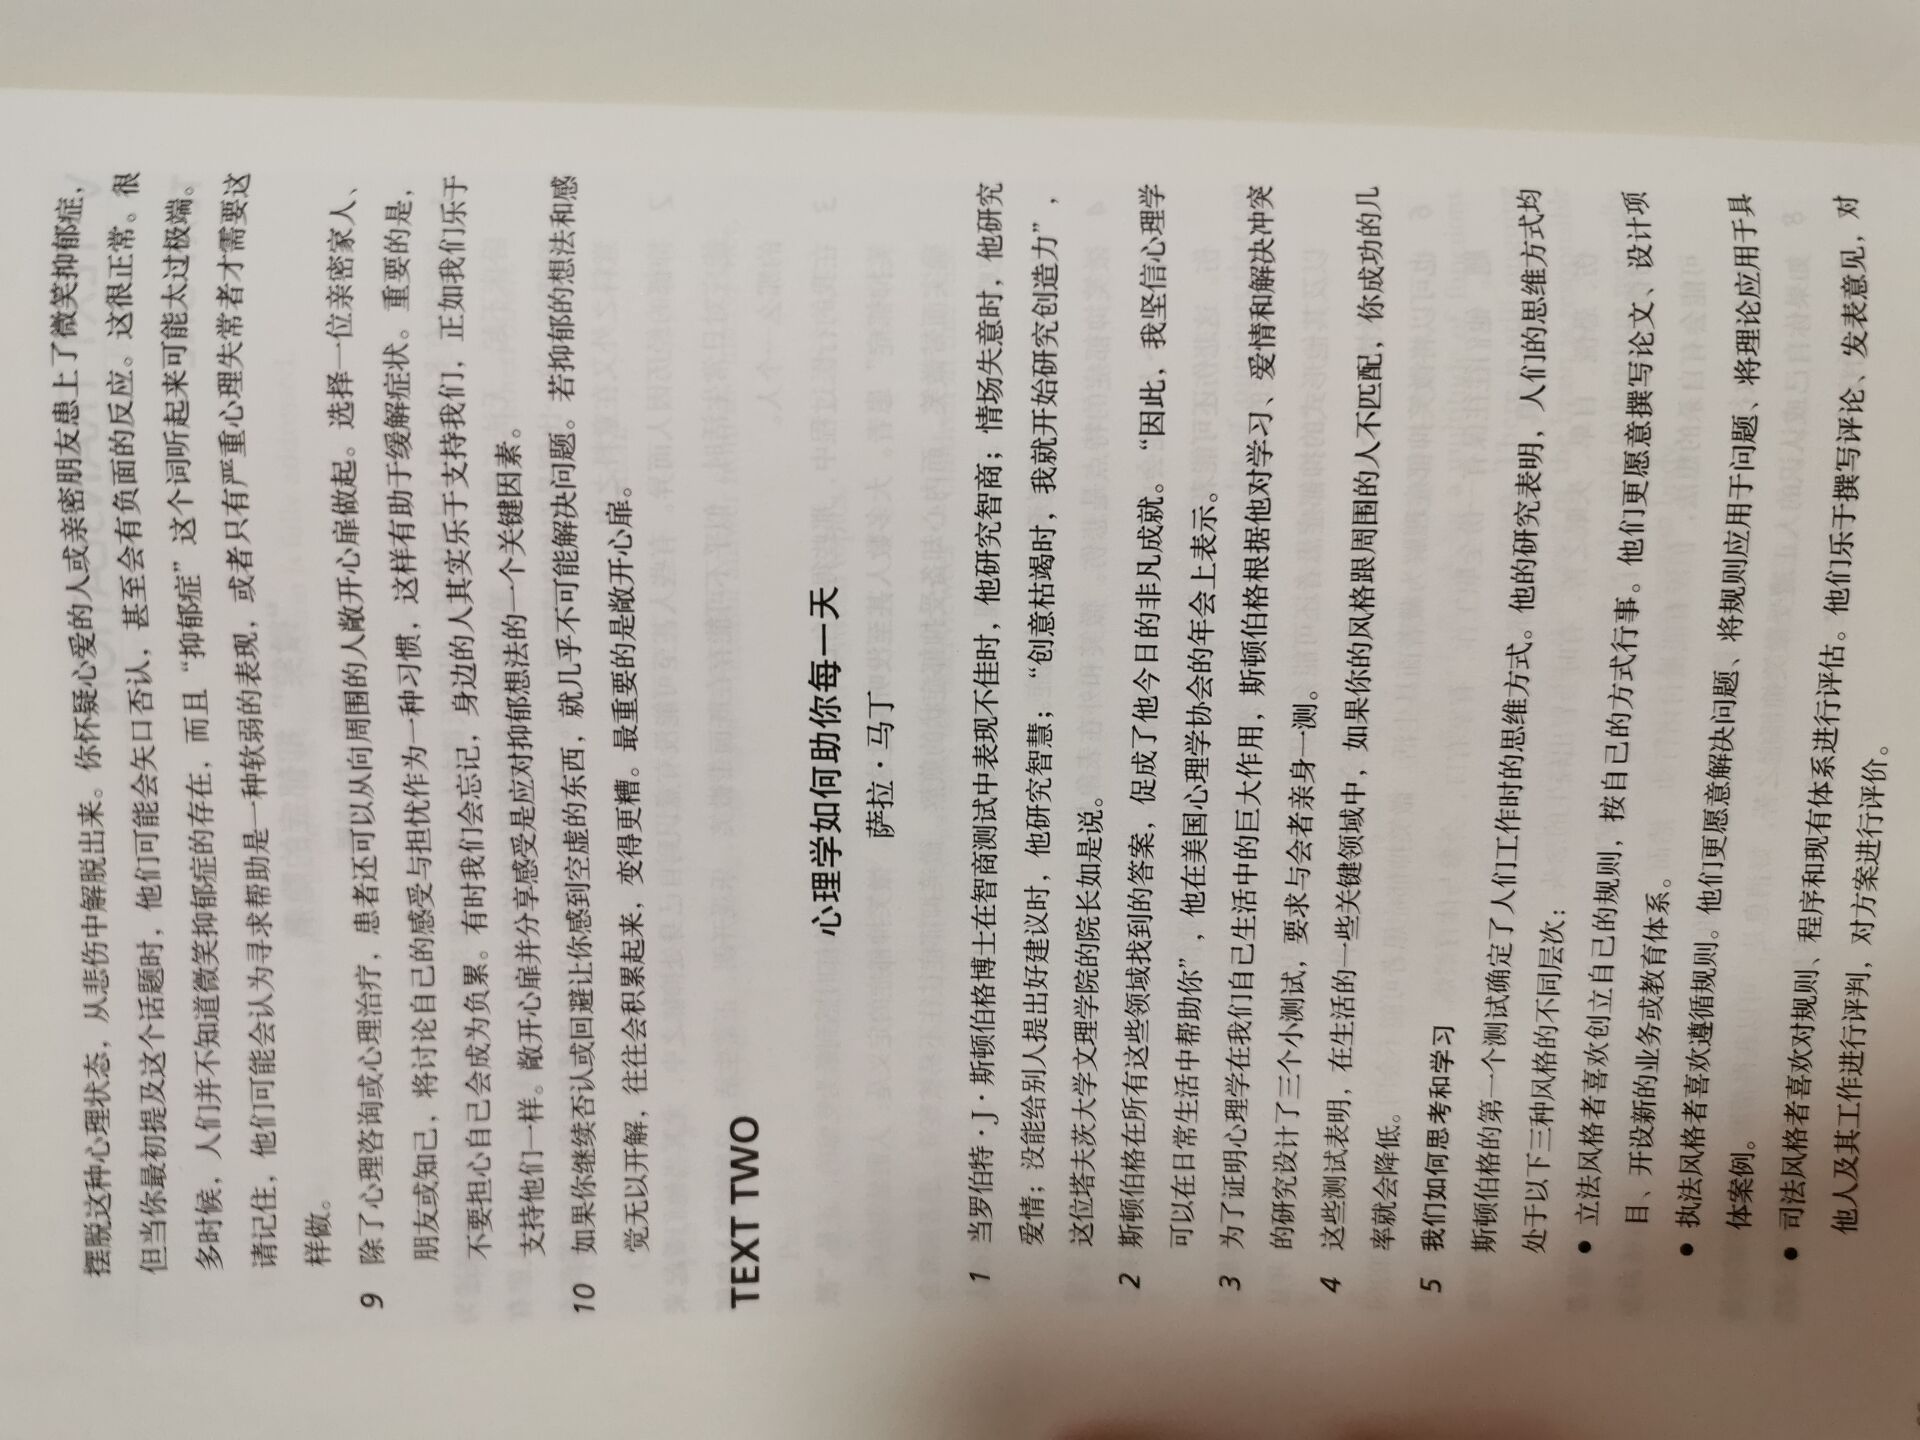 摆脱这种心理状态，从悲伤中解脱出来。你怀疑心爱的人或亲密朋友患上了微笑抑郁症，
但当你最初提及这个话题时，他们可能会矢口否认，甚至会有负面的反应。这很正常。很
多时候，人们并不知道微笑抑郁症的存在，而且“抑郁症”这个词听起来可能太过极端。
请记住，他们可能会认为寻求帮助是一种软弱的表现，或者只有严重心理失常者才需要这
样做。
9 除了心理咨询或心理治疗，患者还可以从向周围的人敞开心扉做起。选择一位亲密家人、
朋友或知己，将讨论自己的感受与担忧作为一种习惯，这样有助于缓解症状。重要的是，
不要担心自己会成为负累。有时我们会忘记，身边的人其实乐于支持我们，正如我们乐于
支持他们一样。敞开心扉并分享感受是应对抑郁想法的一个关键因素。
10 如果你继续否认或回避让你感到空虚的东西，就几乎不可能解决问题。若抑郁的想法和感
觉无以开解，往往会积累起来，变得更糟。最重要的是敞开心扉。
TEXT TWO
心理学如何助你每一天
萨拉·马丁
1 当罗伯特·J·斯顿伯格博士在智商测试中表现不佳时，他研究智商；情场失意时，他研究
爱情；没能给别人提出好建议时，他研究智慧；“创意枯竭时，我就开始研究创造力”，
这位塔夫茨大学文理学院的院长如是说。
2 斯顿伯格在所有这些领域找到的答案，促成了他今日的非凡成就。“因此，我坚信心理学
可以在日常生活中帮助你”，他在美国心理学协会的年会上表示。
3 为了证明心理学在我们自己生活中的巨大作用，斯顿伯格根据他对学习、爱情和解决冲突
的研究设计了三个小测试，要求与会者亲身一测。
4 这些测试表明，在生活的一些关键领域中，如果你的风格跟周围的人不匹配，你成功的几
率就会降低。
5 我们如何思考和学习
斯顿伯格的第一个测试确定了人们工作时的思维方式。他的研究表明，人们的思维方式均
处于以下三种风格的不同层次：
● 立法风格者喜欢创立自己的规则，按自己的方式行事。他们更愿意撰写论文、设计项
目、开设新的业务或教育体系。
● 执法风格者喜欢遵循规则。他们更愿意解决问题、将规则应用于问题、将理论应用于具
体案例。
● 司法风格者喜欢对规则、程序和现有体系进行评估。他们乐于撰写评论、发表意见，对
他人及其工作进行评判，对方案进行评价。